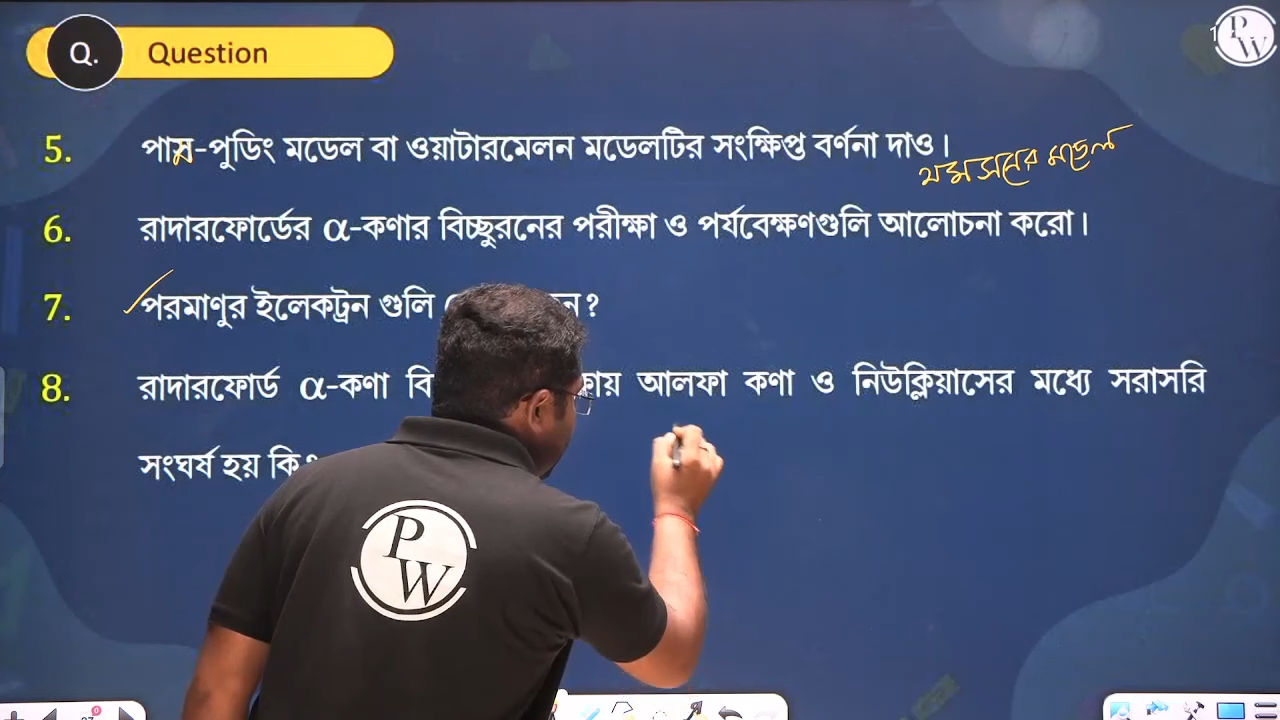 Q. Question
PW
5. পাম-পুডিং মডেল বা ওয়াটারমেলন মডেলটির সংক্ষিপ্ত বর্ণনা দাও।
থমসনের মডেল
6. রাদারফোর্ডের α-কণার বিচ্ছুরনের পরীক্ষা ও পর্যবেক্ষণগুলি আলোচনা করো।
7. পরমাণুর ইলেকট্রন গুলি ?
8. রাদারফোর্ড α-কণা আলফা কণা ও নিউক্লিয়াসের মধ্যে সরাসরি
সংঘর্ষ হয় কি?
PW